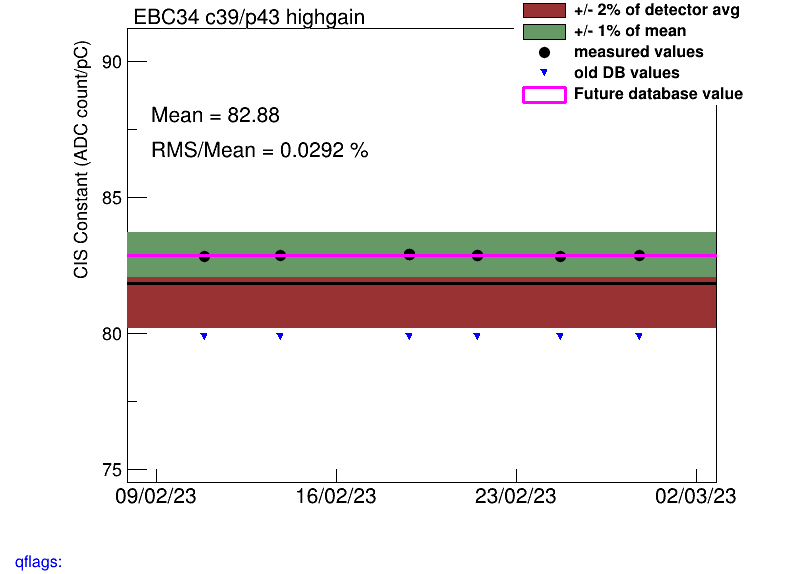 EBC34 c39/p43 highgain
+/- 2% of detector avg
+/- 1% of mean
measured values
old DB values
Future database value
Mean = 82.88
RMS/Mean = 0.0292 %
CIS Constant (ADC count/pC)
90
85
80
75
09/02/23 16/02/23 23/02/23 02/03/23
qflags: